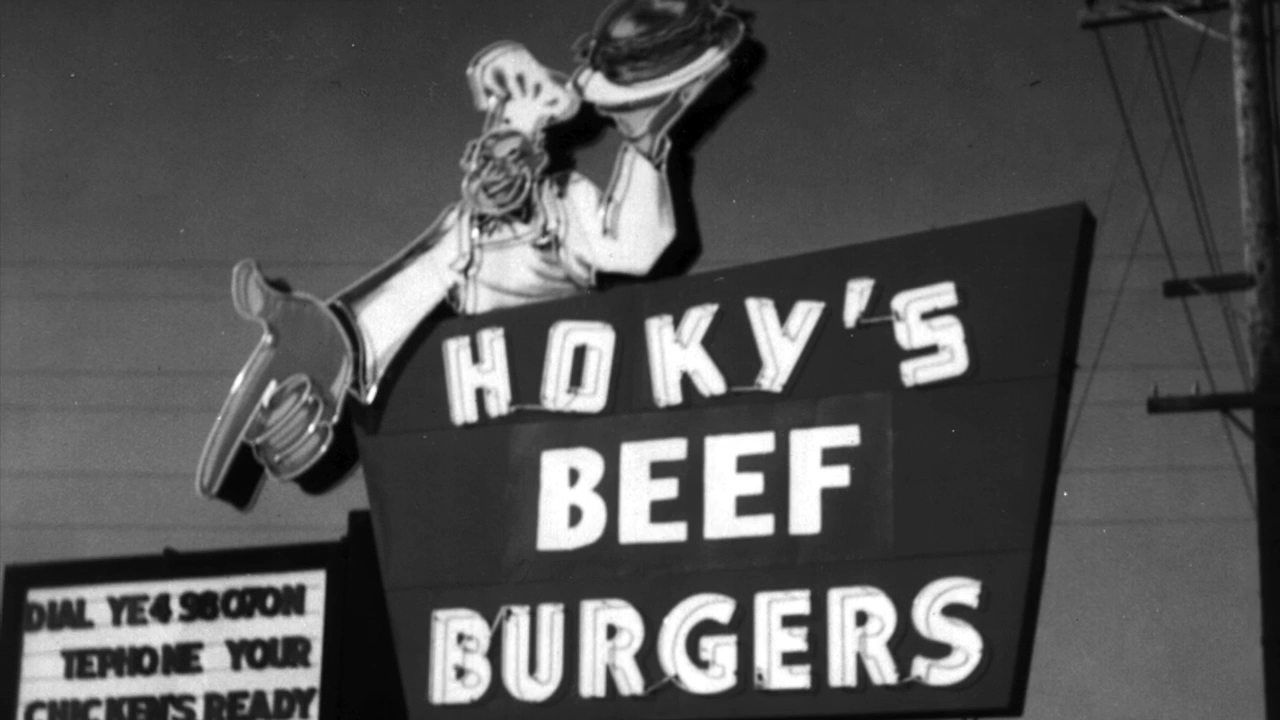 HOKY'S
BEEF
BURGERS
DIAL YE4 9807ON
TEPHONE YOUR
CHICKEN'S READY